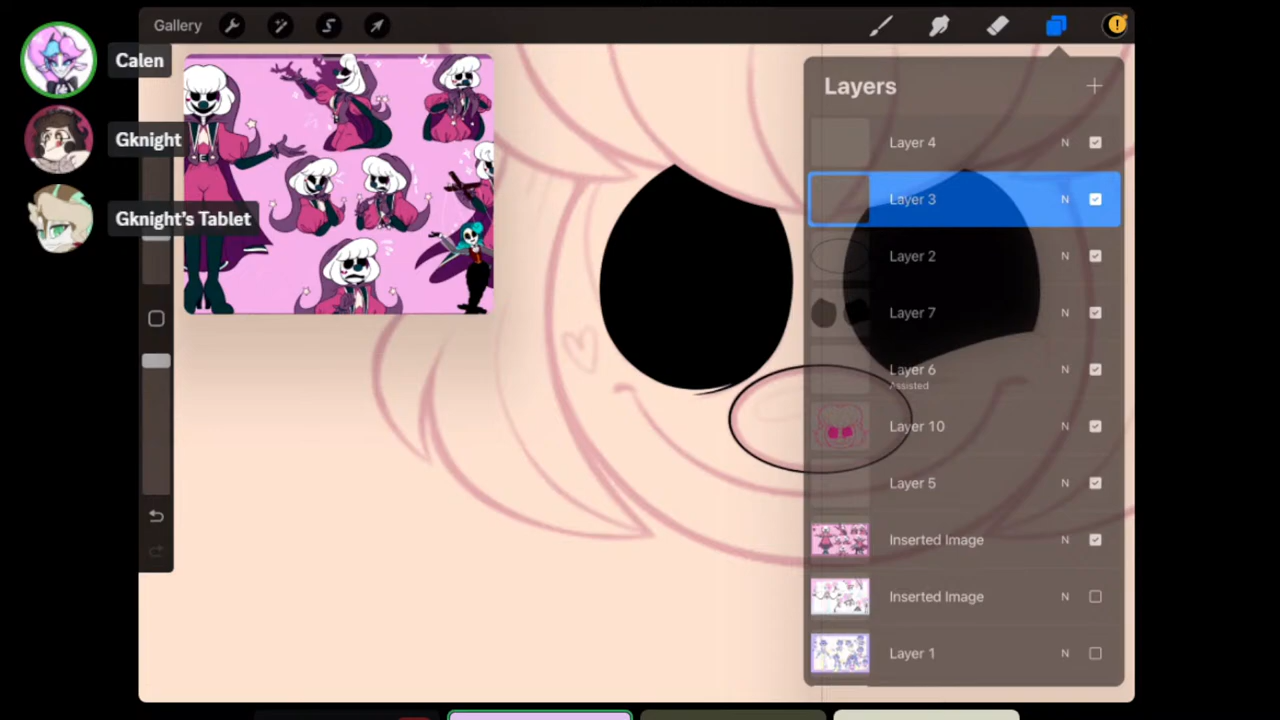 Gallery
Calen
Gknight
Gknight's Tablet
Layers
Layer 4
N
Layer 3
N
Layer 2
N
Layer 7
N
Layer 6
N
Assisted
Layer 10
N
Layer 5
N
Inserted Image
N
Inserted Image
N
Layer 1
N